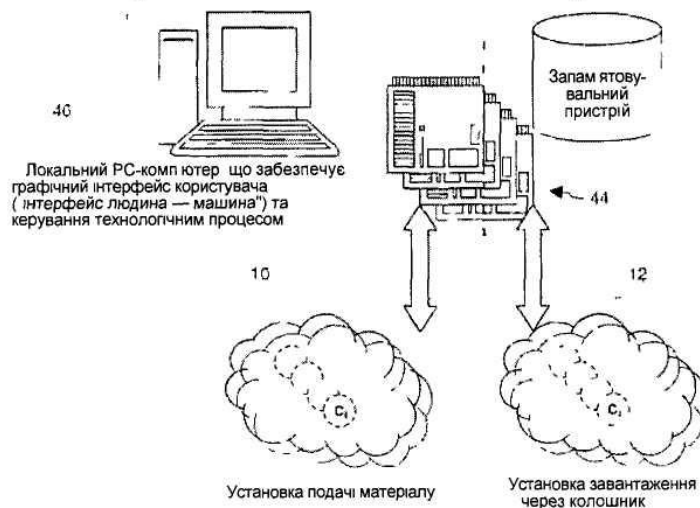 Запам ятову-
вальний
пристрій
46
Локальний PC-комп ютер що забезпечує
графічний інтерфейс користувача
( інтерфейс людина — машина") та
керування технологічним процесом
44
10
12
C
C
Установка подачі матеріалу
Установка завантаження
через колошник